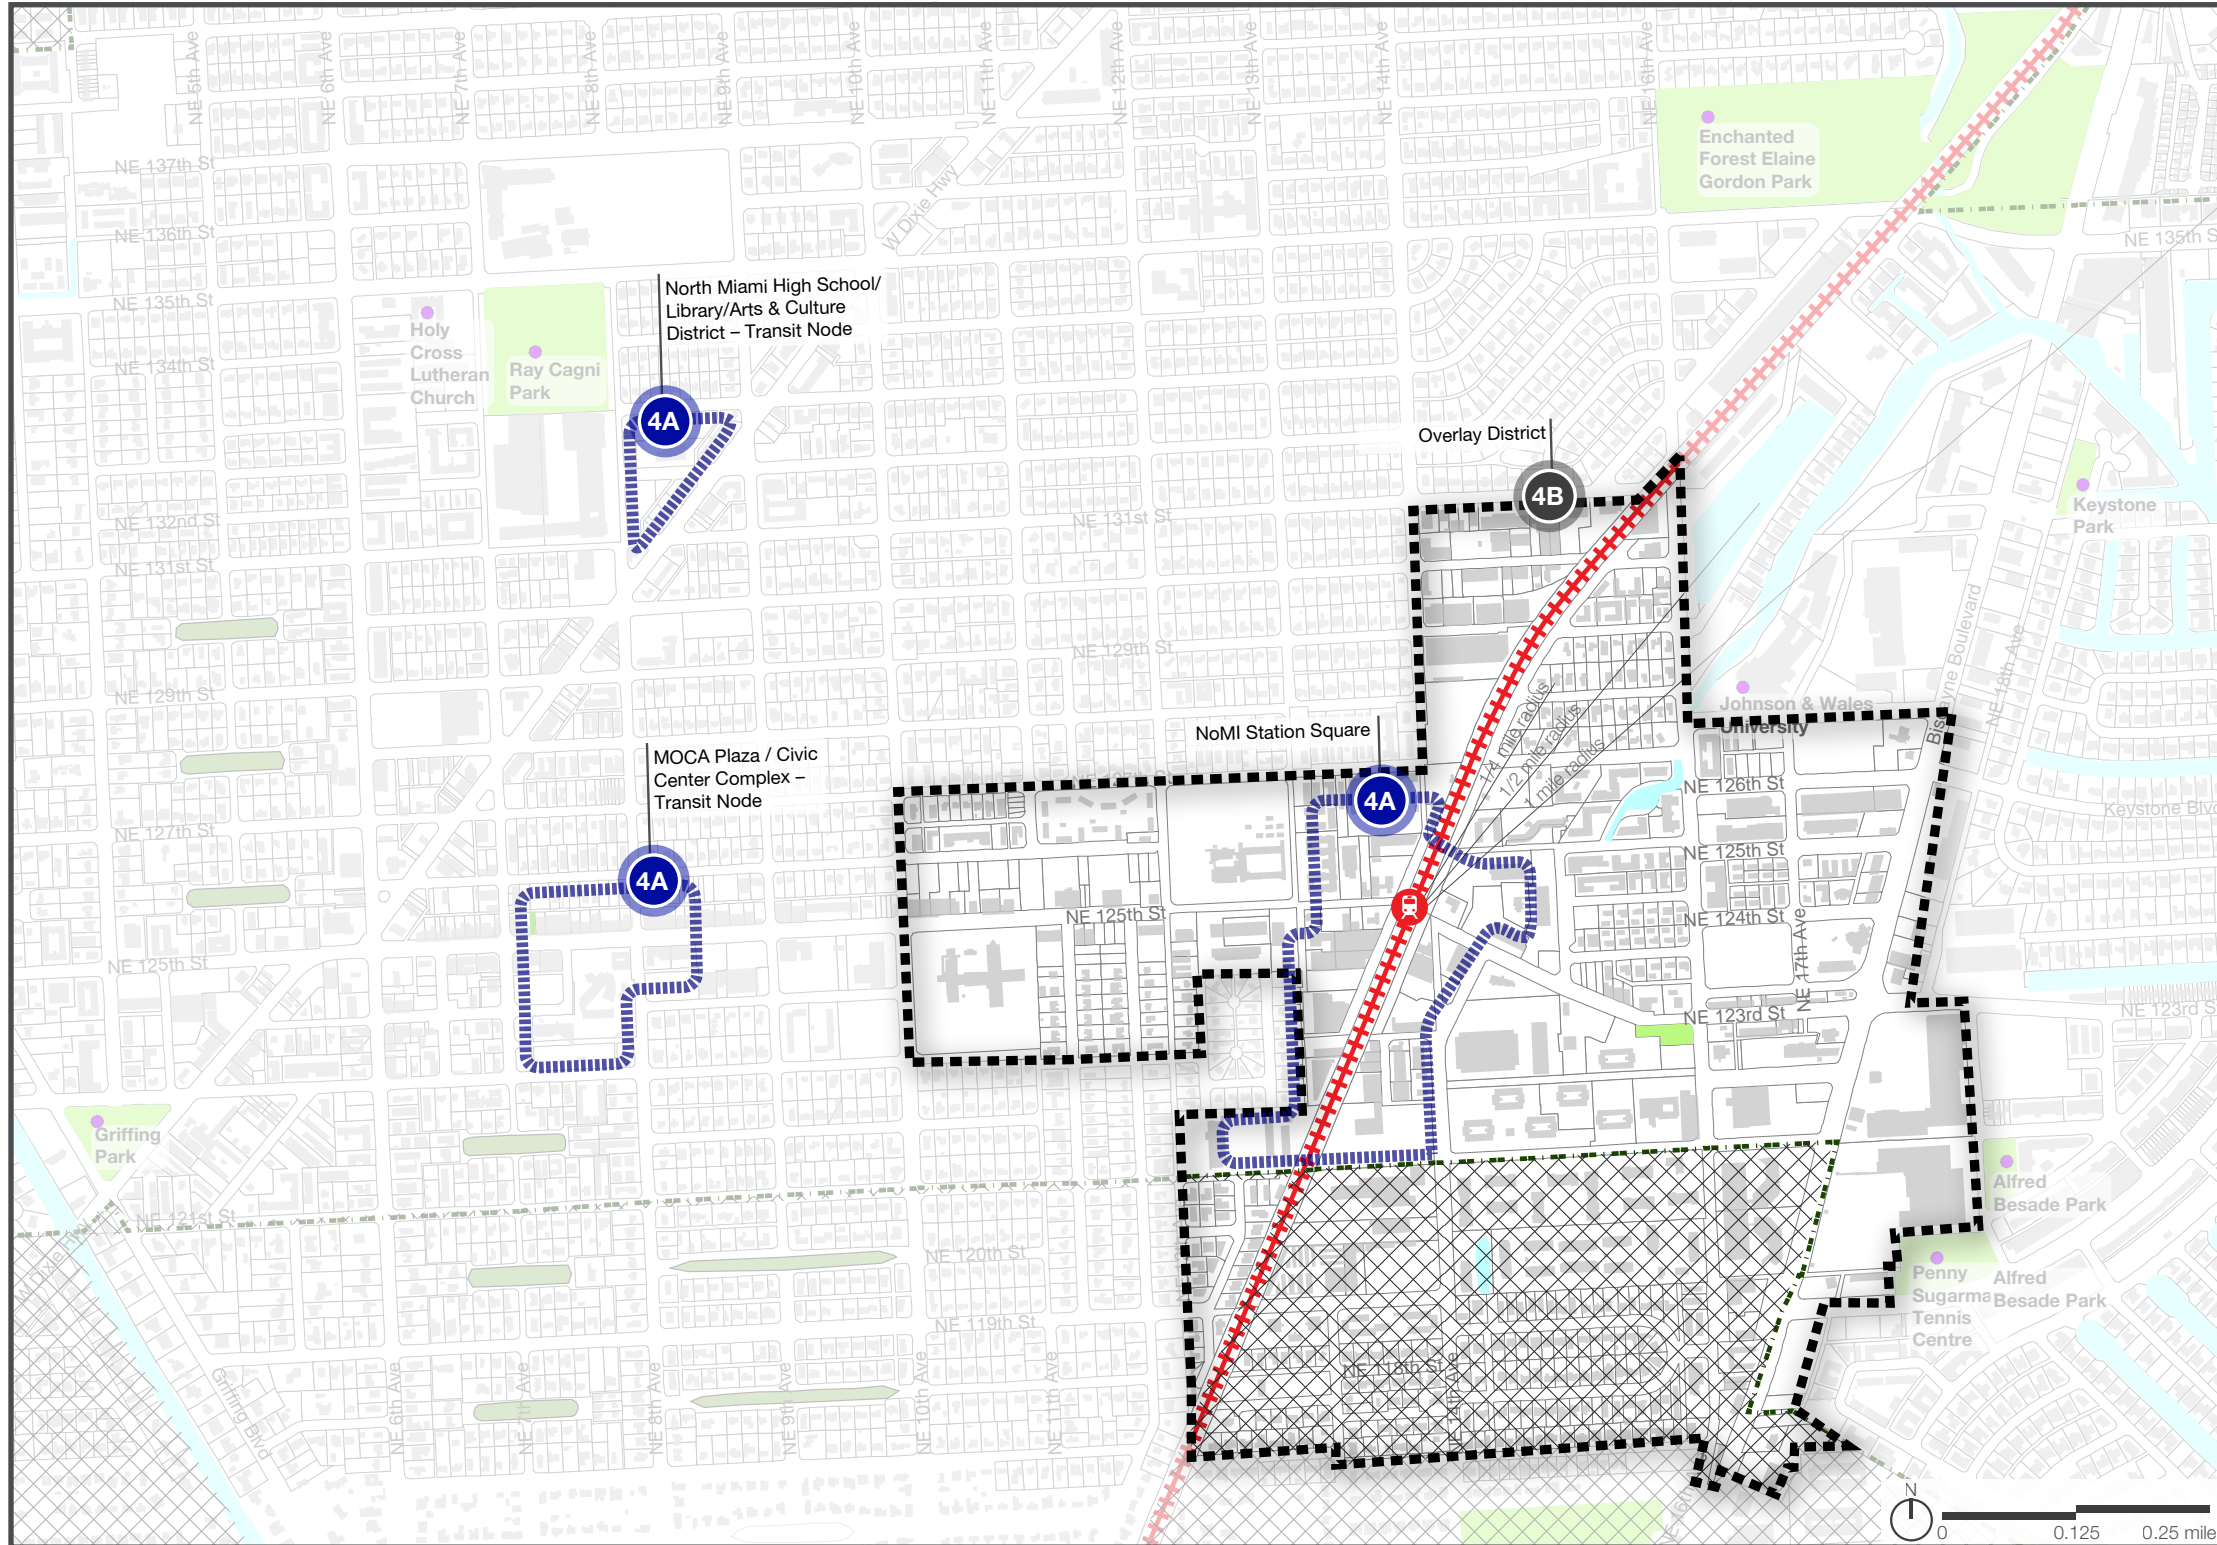 NE 5th Ave
NE 6th Ave
NE 7th Ave
NE 8th Ave
NE 9th Ave
NE 10th Ave
NE 11th Ave
NE 12th Ave
NE 13th Ave
NE 14th Ave
NE 16th Ave
Enchanted
Forest Elaine
Gordon Park
NE 137th St
W Dixie Hwy
NE 136th St
NE 135th S
NE 135th St
North Miami High School/
Library/Arts & Culture
District – Transit Node
Holy
Cross
Lutheran
Church
Ray Cagni
Park
NE 134th St
4A
Overlay District
4B
Keystone
Park
NE 132nd St
NE 131st St
NE 131st St
NE 129th St
NE 129th St
Biscayne Boulevard
NE 18th Ave
Johnson & Wales
University
NoMI Station Square
1/4 mile radius
1/2 mile radius
1 mile radius
MOCA Plaza / Civic
Center Complex –
Transit Node
4A
NE 126th St
NE 127th St
Keystone Blvd
NE 125th St
4A
NE 125th St
NE 124th St
NE 17th Ave
NE 125th St
NE 123rd St
NE 123rd S
Griffing
Park
Alfred
Besade Park
NE 121st St
NE 120th St
Penny
Sugarma
Tennis
Centre
Alfred
Besade Park
NE 119th St
NE 118th St
NE 14th Ave
Griffing Blvd
NE 6th Ave
NE 7th Ave
NE 8th Ave
NE 9th Ave
NE 10th Ave
NE 11th Ave
NE 16th
N
0
0.125
0.25 mile